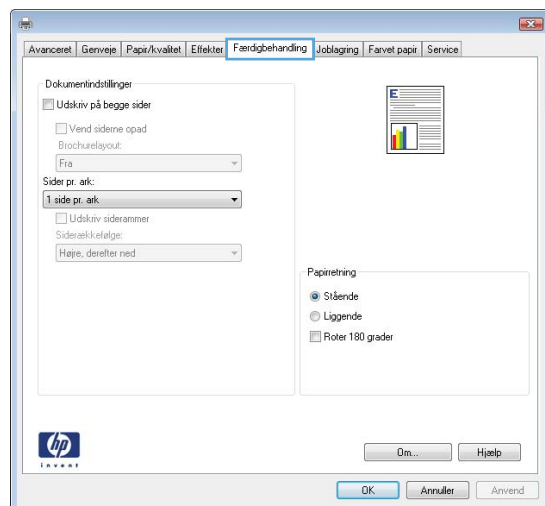 Avanceret Genveje Papir/kvalitet Effekter Færdigbehandling Joblagring Farvet papir Service
Dokumentindstillinger
Udskriv på begge sider
Vend siderne opad
Brochurelayout:
Fra
Sider pr. ark:
1 side pr. ark
Udskriv siderammer
Siderækkefølge:
Højre, derefter ned
E
Papirretning
Stående
Liggende
Roter 180 grader
hp
invent
Om... Hjælp
OK Annuller Anvend